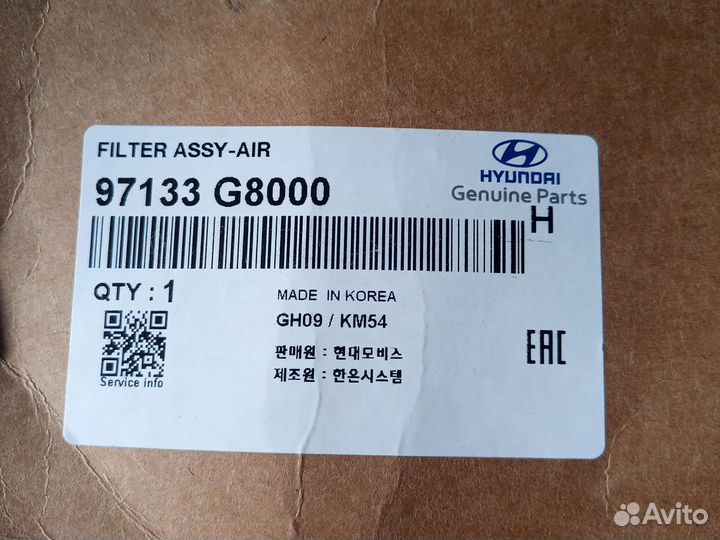 FILTER ASSY-AIR
HYUNDAI
97133 G8000
Genuine Parts
H
QTY : 1
MADE IN KOREA
GH09 / KM54
판매원 : 현대모비스
EAC
Service info
제조원 : 한온시스템
Avito